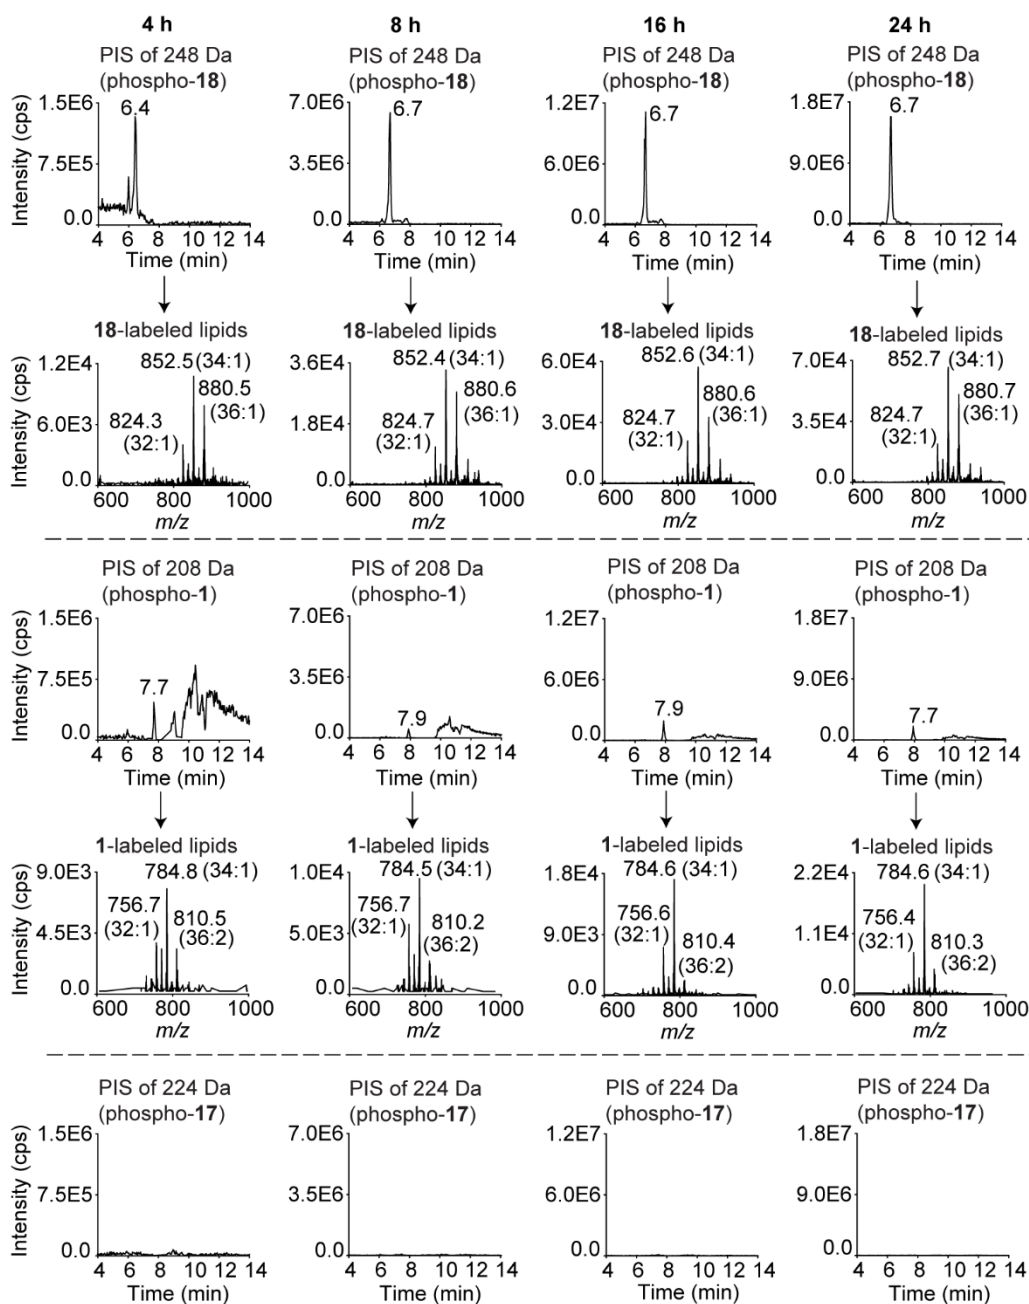 4 h 8 h 16 h 24 h
PIS of 248 Da PIS of 248 Da PIS of 248 Da PIS of 248 Da
(phospho-18) (phospho-18) (phospho-18) (phospho-18)
Intensity (cps)
1.5E6 6.4 7.0E6 6.7 1.2E7 6.7 1.8E7 6.7
7.5E5 3.5E6 6.0E6 9.0E6
0.0 0.0 0.0 0.0
4 6 8 10 12 14 4 6 8 10 12 14 4 6 8 10 12 14 4 6 8 10 12 14
Time (min) Time (min) Time (min) Time (min)
18-labeled lipids 18-labeled lipids 18-labeled lipids 18-labeled lipids
Intensity (cps)
1.2E4 852.5 (34:1) 3.6E4 852.4 (34:1) 6.0E4 852.6 (34:1) 7.0E4 852.7 (34:1)
880.5 880.6 880.6 880.7
(36:1) (36:1) (36:1) (36:1)
6.0E3 824.3 1.8E4 824.7 3.0E4 824.7 3.5E4 824.7
(32:1) (32:1) (32:1) (32:1)
0.0 0.0 0.0 0.0
600 800 1000 600 800 1000 600 800 1000 600 800 1000
m/z m/z m/z m/z
PIS of 208 Da PIS of 208 Da PIS of 208 Da PIS of 208 Da
(phospho-1) (phospho-1) (phospho-1) (phospho-1)
Intensity (cps)
1.5E6 7.0E6 1.2E7 1.8E7
7.5E5 7.7 3.5E6 7.9 6.0E6 7.9 9.0E6 7.7
0.0 0.0 0.0 0.0
4 6 8 10 12 14 4 6 8 10 12 14 4 6 8 10 12 14 4 6 8 10 12 14
Time (min) Time (min) Time (min) Time (min)
1-labeled lipids 1-labeled lipids 1-labeled lipids 1-labeled lipids
Intensity (cps)
9.0E3 784.8 (34:1) 1.0E4 784.5 (34:1) 1.8E4 784.6 (34:1) 2.2E4 784.6 (34:1)
756.7 810.5 756.7 810.2 756.6 810.4 756.4 810.3
(32:1) (36:2) (32:1) (36:2) (32:1) (36:2) (32:1) (36:2)
4.5E3 5.0E3 9.0E3 1.1E4
0.0 0.0 0.0 0.0
600 800 1000 600 800 1000 600 800 1000 600 800 1000
m/z m/z m/z m/z
PIS of 224 Da PIS of 224 Da PIS of 224 Da PIS of 224 Da
(phospho-17) (phospho-17) (phospho-17) (phospho-17)
Intensity (cps)
1.5E6 7.0E6 1.2E7 1.8E7
7.5E5 3.5E6 6.0E6 9.0E6
0.0 0.0 0.0 0.0
4 6 8 10 12 14 4 6 8 10 12 14 4 6 8 10 12 14 4 6 8 10 12 14
Time (min) Time (min) Time (min) Time (min)